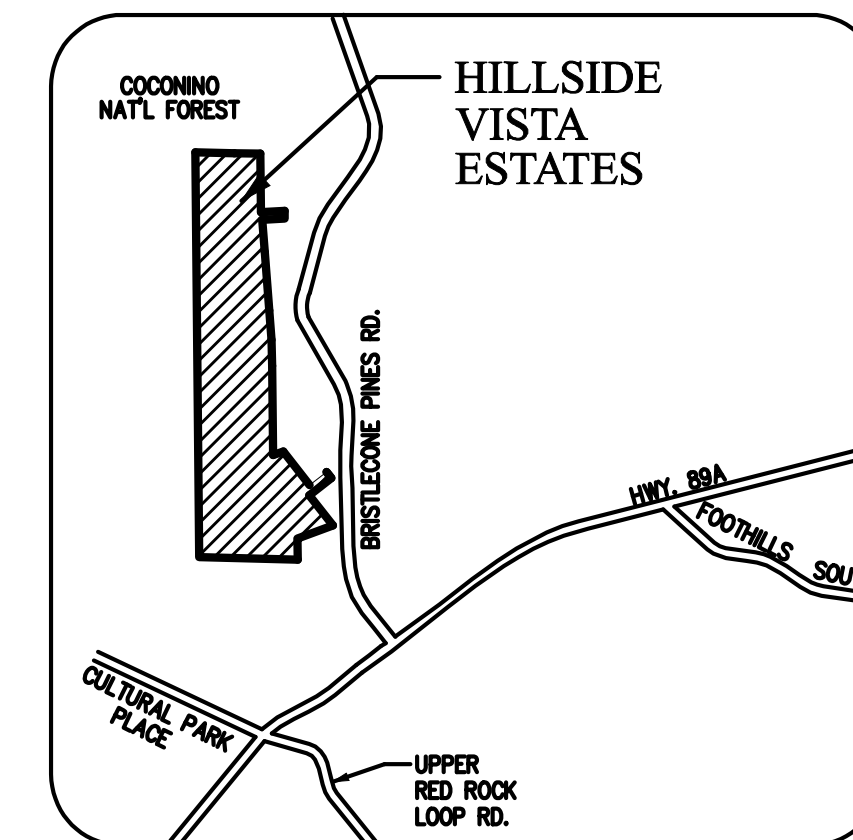 COCONINO
NAT'L FOREST
HILLSIDE
VISTA
ESTATES
BRISTLECONE PINES RD.
HWY. 89A
FOOTHILLS SOU
CULTURAL PARK
PLACE
UPPER
RED ROCK
LOOP RD.